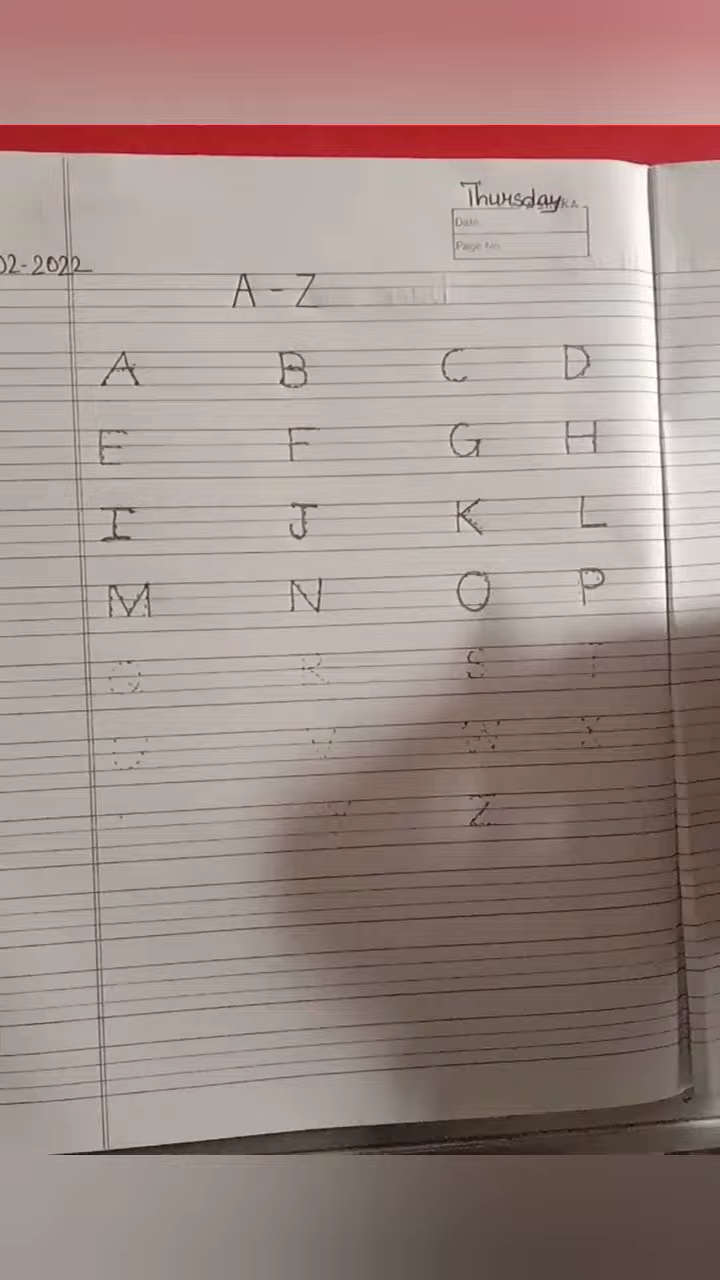 Thursday
Date
Page No.
02-2022
A-Z
A B C D
E F G H
I J K L
M N O P
Q R S T
U V W X
Y Z